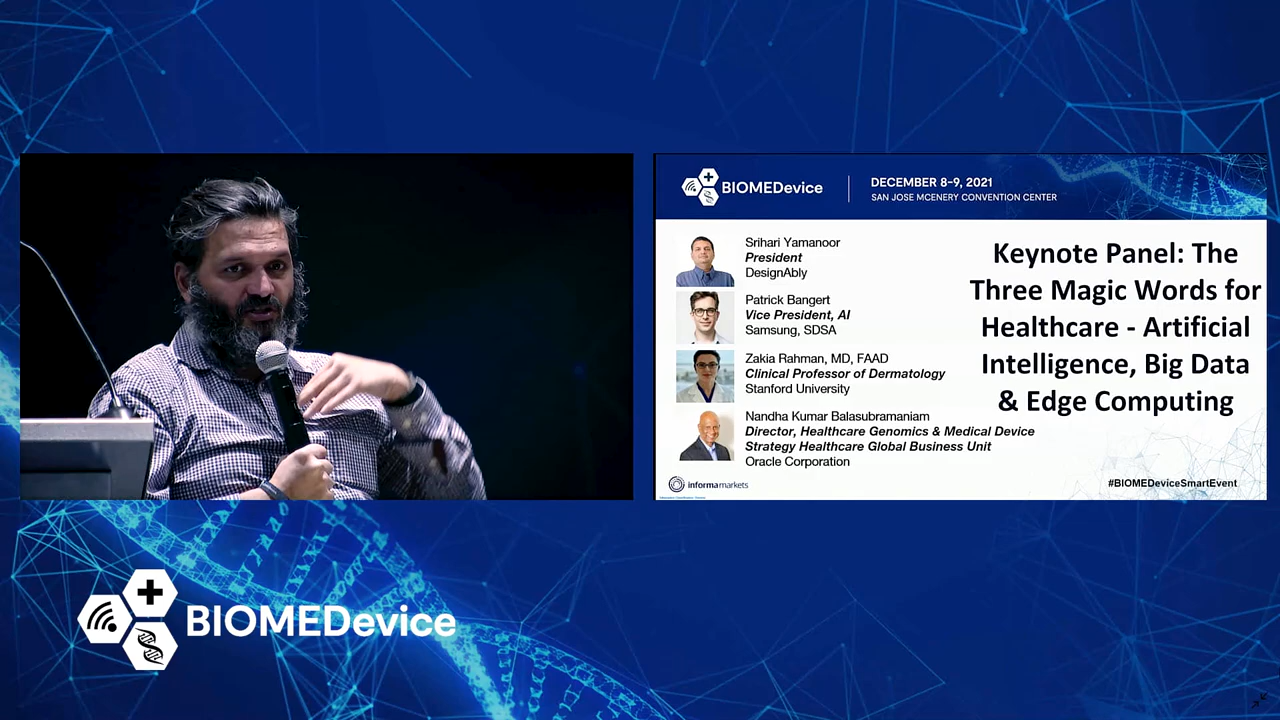 BIOMEDevice
DECEMBER 8-9, 2021
SAN JOSE MCENERY CONVENTION CENTER
Srihari Yamanoor
President
DesignAbly
Patrick Bangert
Vice President, AI
Samsung, SDSA
Zakia Rahman, MD, FAAD
Clinical Professor of Dermatology
Stanford University
Nandha Kumar Balasubramaniam
Director, Healthcare Genomics & Medical Device
Strategy Healthcare Global Business Unit
Oracle Corporation
Keynote Panel: The
Three Magic Words for
Healthcare - Artificial
Intelligence, Big Data
& Edge Computing
informa markets
#BIOMEDeviceSmartEvent
BIOMEDevice